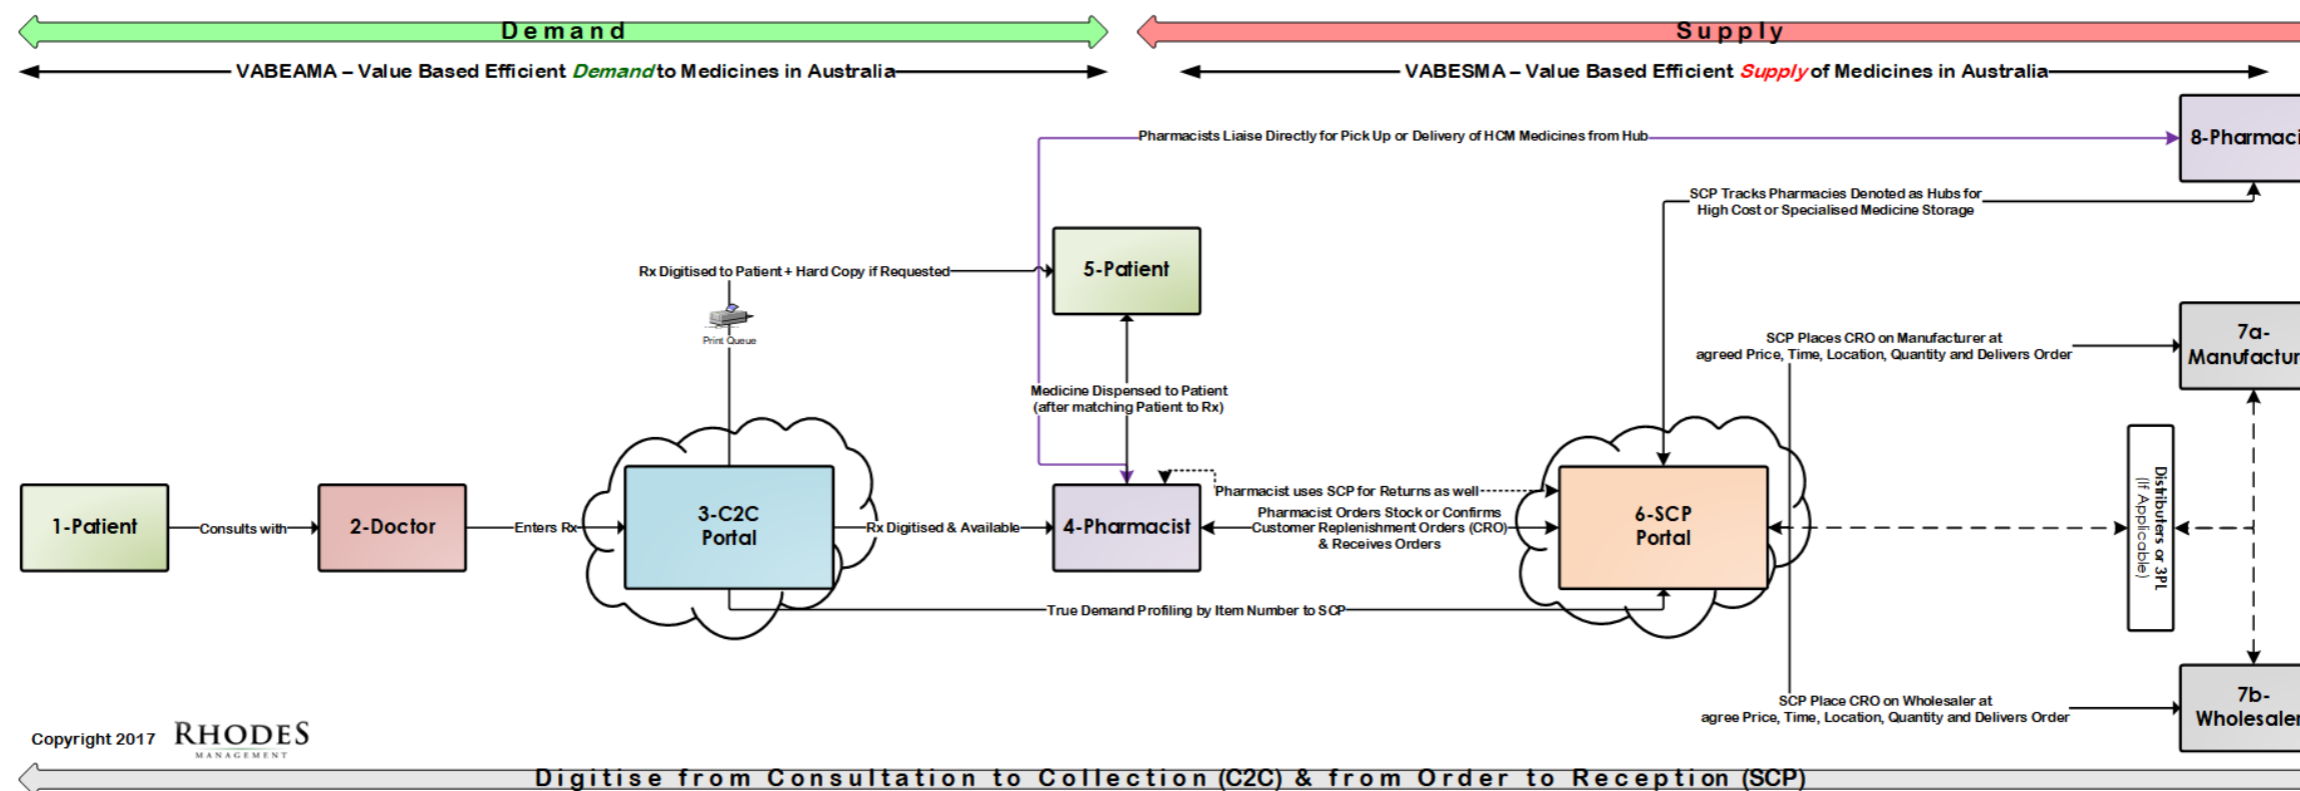 Demand
Supply
VABEAMA – Value Based Efficient Demand to Medicines in Australia
VABESMA – Value Based Efficient Supply of Medicines in Australia
Pharmacists Liaise Directly for Pick Up or Delivery of HCM Medicines from Hub
8-Pharmaci
SCP Tracks Pharmacies Denoted as Hubs for
High Cost or Specialised Medicine Storage
Rx Digitised to Patient + Hard Copy if Requested
5-Patient
Print Queue
SCP Places CRO on Manufacturer at
agreed Price, Time, Location, Quantity and Delivers Order
7a-
Manufactur
Medicine Dispensed to Patient
(after matching Patient to Rx)
1-Patient
Consults with
2-Doctor
Enters Rx
3-C2C
Portal
Rx Digitised & Available
4-Pharmacist
Pharmacist uses SCP for Returns as well
Pharmacist Orders Stock or Confirms
Customer Replenishment Orders (CRO)
& Receives Orders
6-SCP
Portal
Distributers or 3PL
(If Applicable)
True Demand Profiling by Item Number to SCP
SCP Place CRO on Wholesaler at
agree Price, Time, Location, Quantity and Delivers Order
7b-
Wholesaler
Copyright 2017
RHODES
MANAGEMENT
Digitise from Consultation to Collection (C2C) & from Order to Reception (SCP)